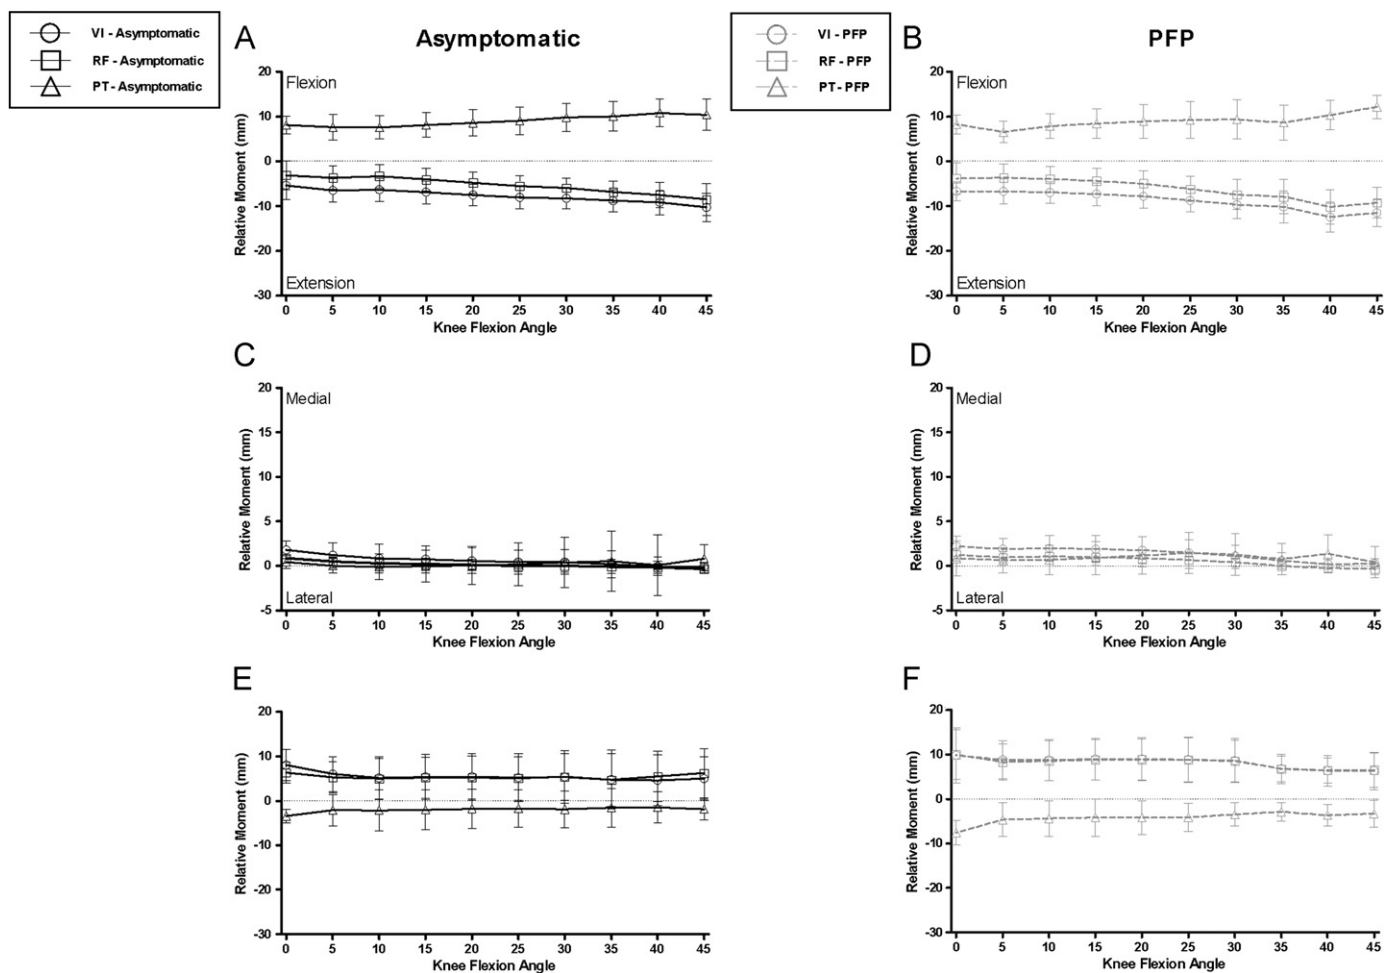 VI - Asymptomatic
RF - Asymptomatic
PT - Asymptomatic
A
Asymptomatic
20
10
0
-10
-20
-30
Relative Moment (mm)
Flexion
Extension
0 5 10 15 20 25 30 35 40 45
Knee Flexion Angle
VI - PFP
RF - PFP
PT - PFP
B
PFP
20
10
0
-10
-20
-30
Relative Moment (mm)
Flexion
Extension
0 5 10 15 20 25 30 35 40 45
Knee Flexion Angle
C
20
15
10
5
0
-5
Relative Moment (mm)
Medial
Lateral
0 5 10 15 20 25 30 35 40 45
Knee Flexion Angle
D
20
15
10
5
0
-5
Relative Moment (mm)
Medial
Lateral
0 5 10 15 20 25 30 35 40 45
Knee Flexion Angle
E
20
10
0
-10
-20
-30
Relative Moment (mm)
0 5 10 15 20 25 30 35 40 45
Knee Flexion Angle
F
20
10
0
-10
-20
-30
Relative Moment (mm)
0 5 10 15 20 25 30 35 40 45
Knee Flexion Angle